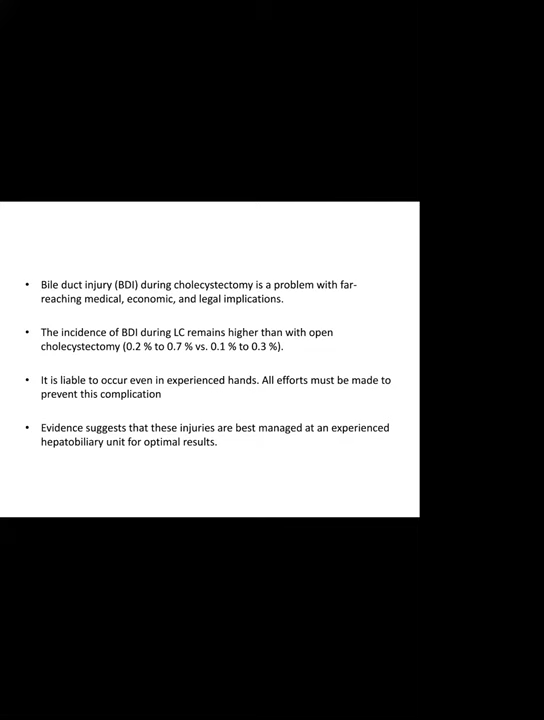 • Bile duct injury (BDI) during cholecystectomy is a problem with far-
reaching medical, economic, and legal implications.
• The incidence of BDI during LC remains higher than with open
cholecystectomy (0.2 % to 0.7 % vs. 0.1 % to 0.3 %).
• It is liable to occur even in experienced hands. All efforts must be made to
prevent this complication
• Evidence suggests that these injuries are best managed at an experienced
hepatobiliary unit for optimal results.